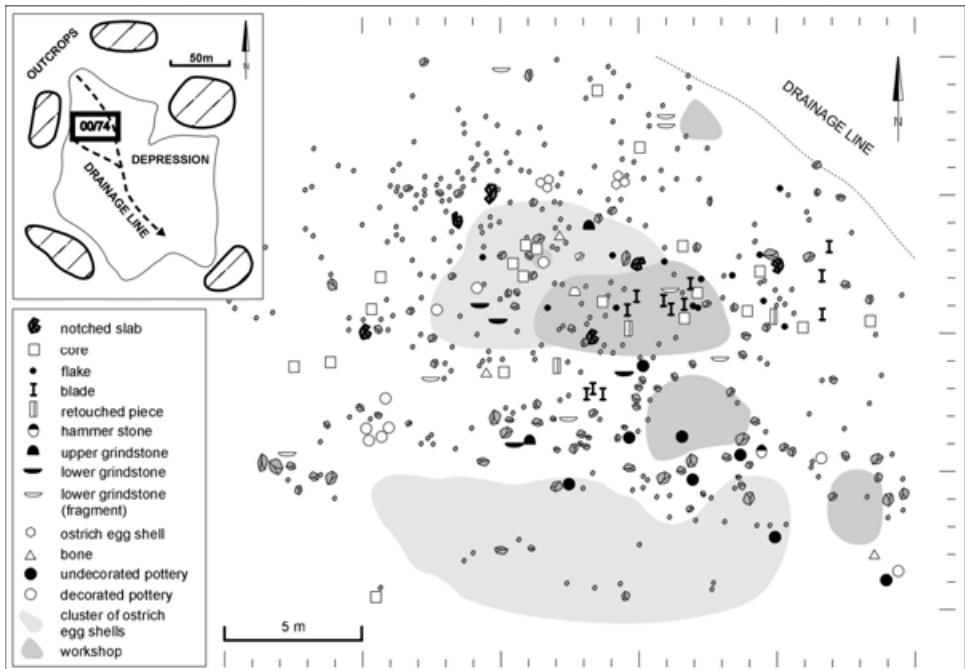 OUTCROPS
N
50m
00/74
DEPRESSION
DRAINAGE LINE
notched slab
core
flake
blade
retouched piece
hammer stone
upper grindstone
lower grindstone
lower grindstone
(fragment)
ostrich egg shell
bone
undecorated pottery
decorated pottery
cluster of ostrich
egg shells
workshop
DRAINAGE LINE
N
5 m